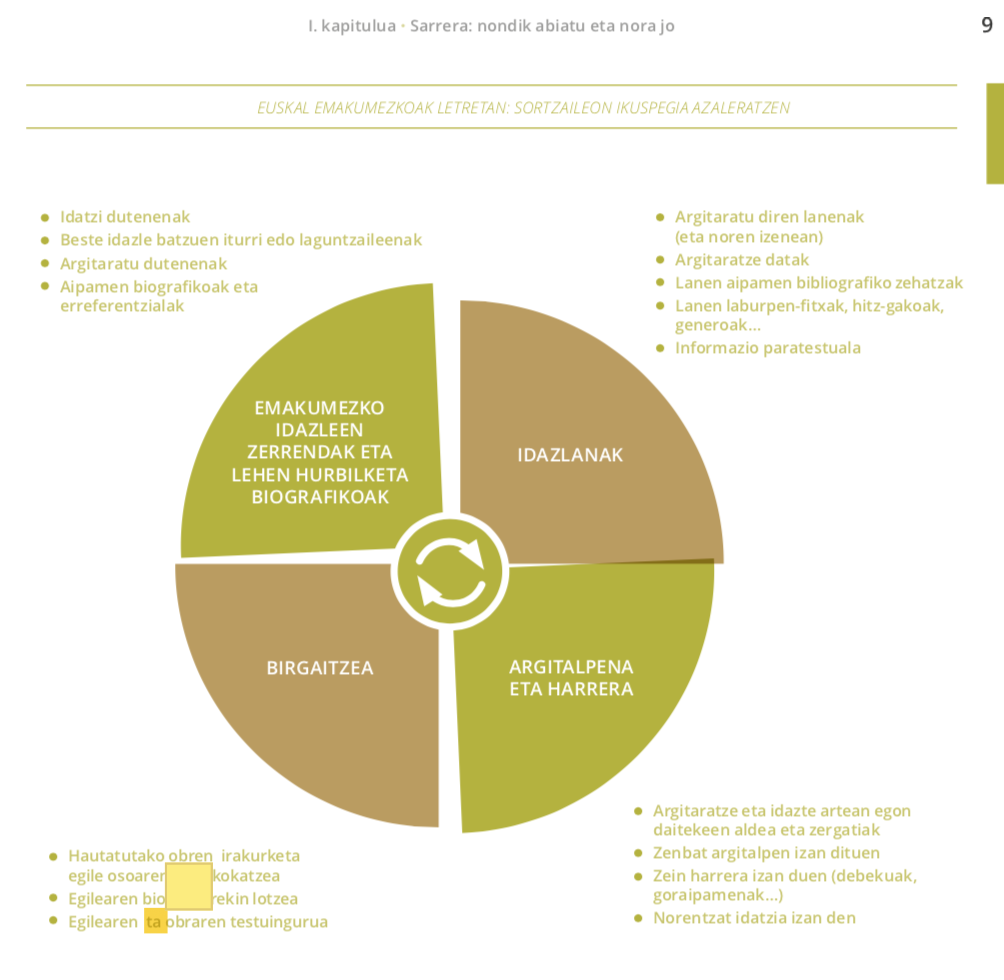 I. kapitulua · Sarrera: nondik abiatu eta nora jo
9
EUSKAL EMAKUMEZKOAK LETRETAN: SORTZAILEON IKUSPEGIA AZALERATZEN
• Idatzi dutenenak
• Beste idazle batzuen iturri edo laguntzaileenak
• Argitaratu dutenenak
• Aipamen biografikoak eta
erreferentzialak
• Argitaratu diren lanenak
(eta noren izenean)
• Argitaratze datak
• Lanen aipamen bibliografiko zehatzak
• Lanen laburpen-fitxak, hitz-gakoak,
generoak...
• Informazio paratestuala
EMAKUMEZKO
IDAZLEEN
ZERRENDAK ETA
LEHEN HURBILKETA
BIOGRAFIKOAK
IDAZLANAK
BIRGAITZEA
ARGITALPENA
ETA HARRERA
• Hautatutako obren irakurketa
egile
• Egilearen lotzea
• Egilearen ta obraren testuingurua
• Argitaratze eta idazte artean egon
daitekeen aldea eta zergatiak
• Zenbat argitalpen izan dituen
• Zein harrera izan duen (debekuak,
goraipamenak...)
• Norentzat idatzia izan den